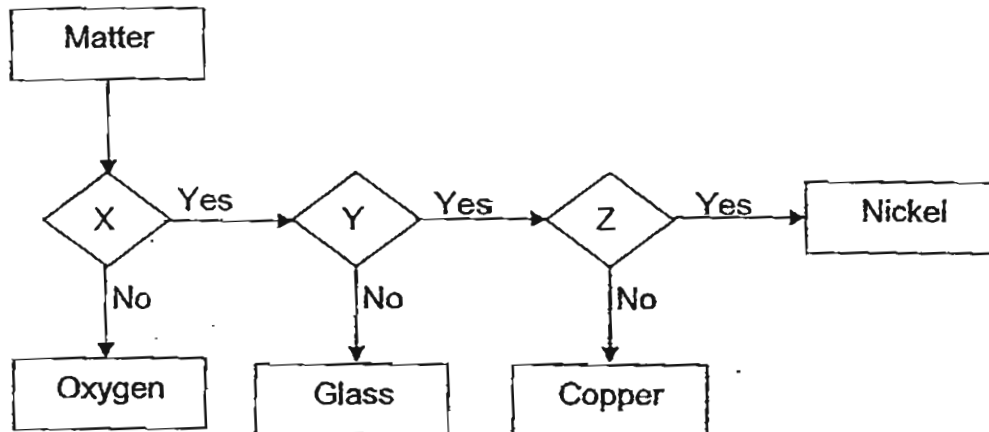 Matter
X
Yes
Y
Yes
Z
Yes
Nickel
No
No
No
Oxygen
Glass
Copper